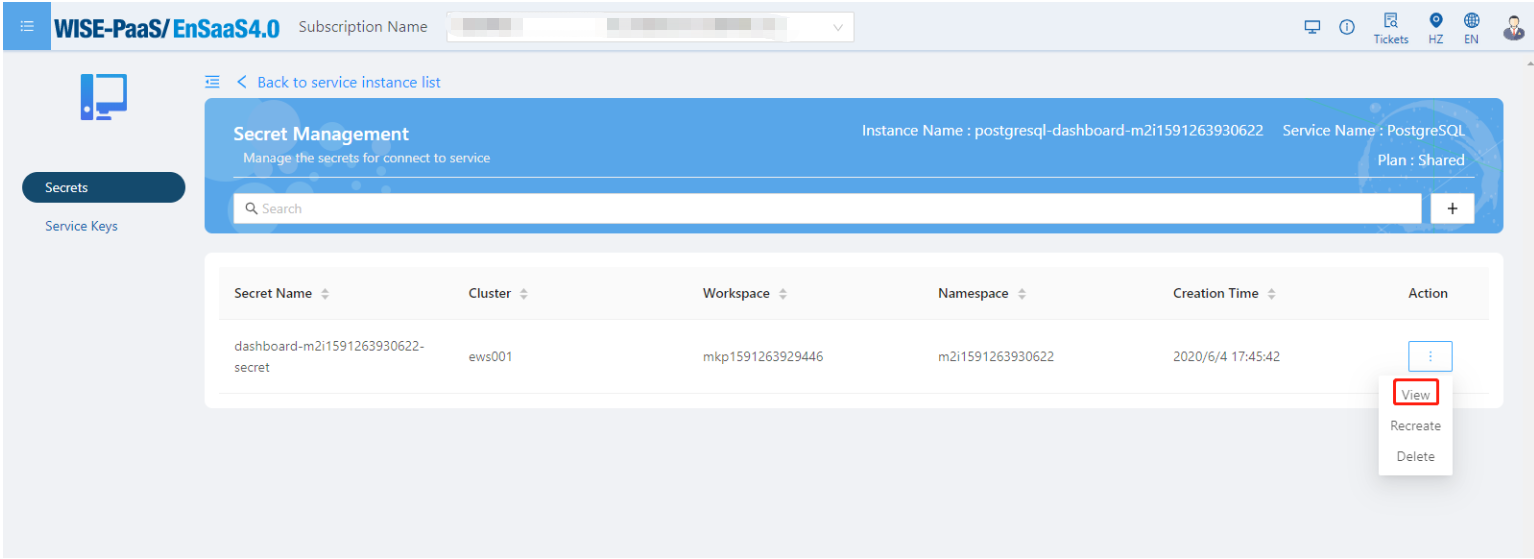 WISE-PaaS/EnSaaS4.0 Subscription Name
Tickets HZ EN
Back to service instance list
Secret Management
Manage the secrets for connect to service
Instance Name : postgresql-dashboard-m2i1591263930622 Service Name : PostgreSQL
Plan : Shared
Search
+
Secrets
Service Keys
Secret Name Cluster Workspace Namespace Creation Time Action
dashboard-m2i1591263930622-
secret
ews001 mkp1591263929446 m2i1591263930622 2020/6/4 17:45:42
View
Recreate
Delete